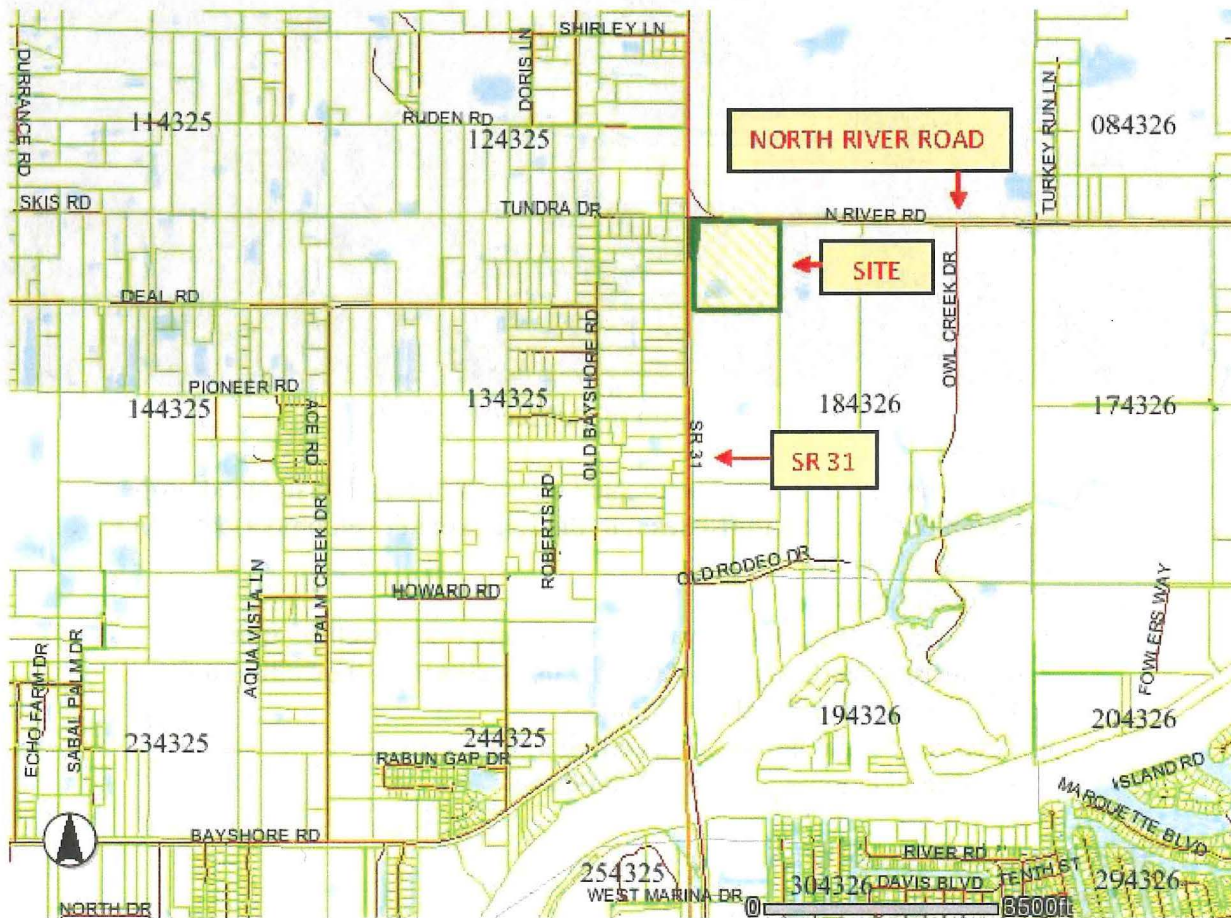 SHIRLEY LN
DURRANCE RD
DORIS LN
TURKEY RUN LN
RUDEN RD
114325
124325
084326
NORTH RIVER ROAD
SKIS RD
TUNDRA DR
N RIVER RD
SITE
DEAL RD
OLD BAYSHORE RD
OWL CREEK DR
PIONEER RD
144325
ACE RD
134325
184326
174326
SR 31
SR 31
PALM CREEK DR
ROBERTS RD
OLD RODEO DR
AQUA VISTA LN
HOWARD RD
FOWLERS WAY
ECHO FARM DR
SABAL PALM DR
234325
244325
194326
204326
RABUN GAP DR
ISLAND RD
MARQUETTE BLVD
BAYSHORE RD
RIVER RD
254325
WEST MARINA DR
304326
DAVIS BLVD
TENTH ST
294326
NORTH DR
0
3500ft